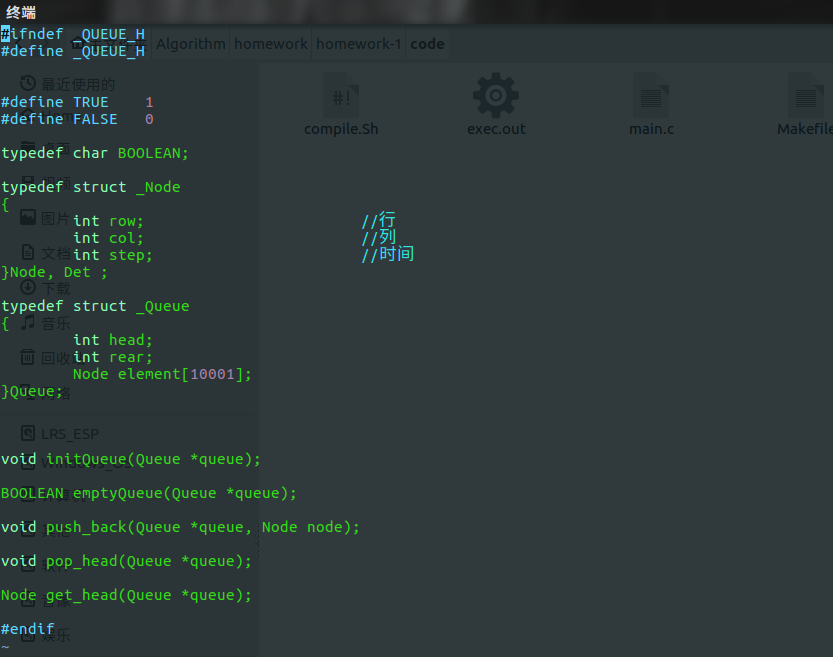 终端
#ifndef _QUEUE_H
#define _QUEUE_H
Algorithm homework homework-1 code
最近使用的
#define TRUE 1
#define FALSE 0
compile.Sh exec.out main.c Makefile
typedef char BOOLEAN;
typedef struct _Node
{
图片
int row; //行
int col; //列
文档
int step; //时间
}Node, Det ;
下载
typedef struct _Queue
{
音乐
int head;
int rear;
回收
Node element[10001];
}Queue;
LRS_ESP
void initQueue(Queue *queue);
BOOLEAN emptyQueue(Queue *queue);
void push_back(Queue *queue, Node node);
void pop_head(Queue *queue);
Node get_head(Queue *queue);
#endif
娱乐
~